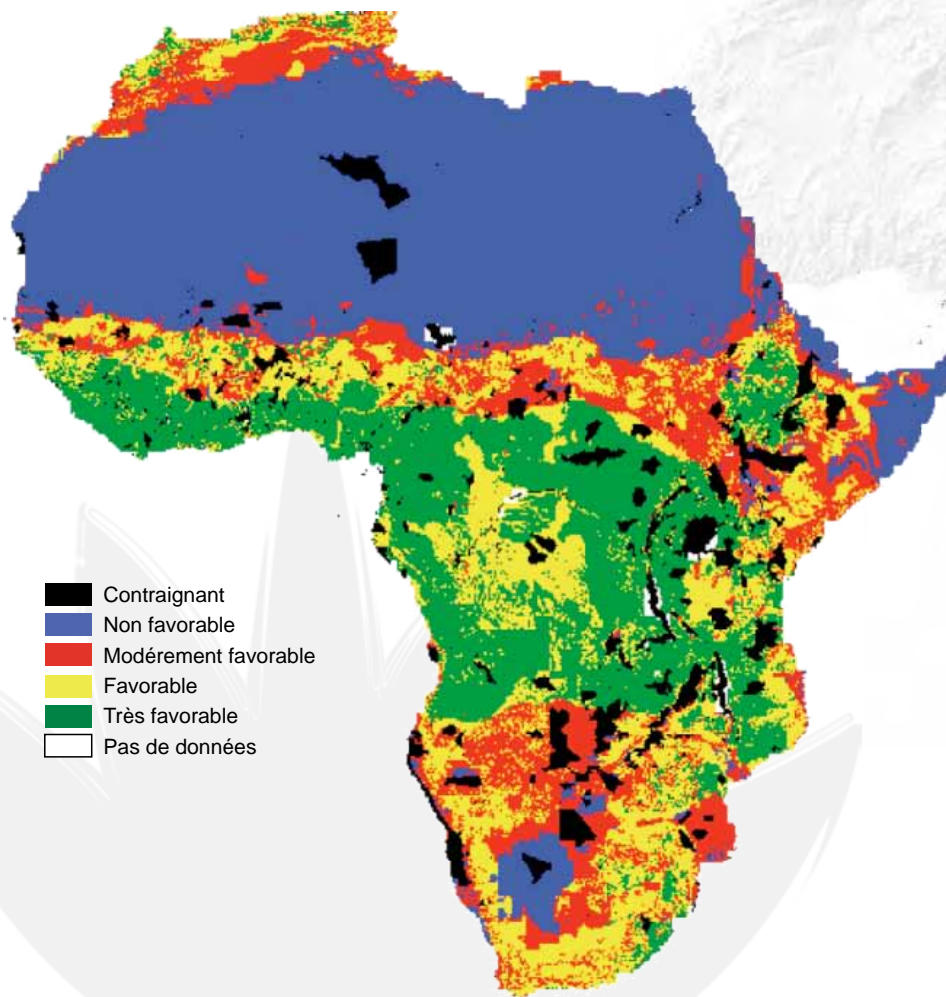 Contraignant
Non favorable
Modérement favorable
Favorable
Très favorable
Pas de données